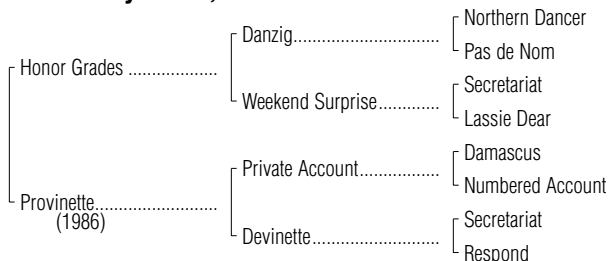 Northern Dancer
Danzig................................
Pas de Nom
Honor Grades ....................
Secretariat
Weekend Surprise.............
Lassie Dear
Damascus
Private Account.................
Numbered Account
Provinette...........................
(1986)
Secretariat
Devinette...........................
Respond